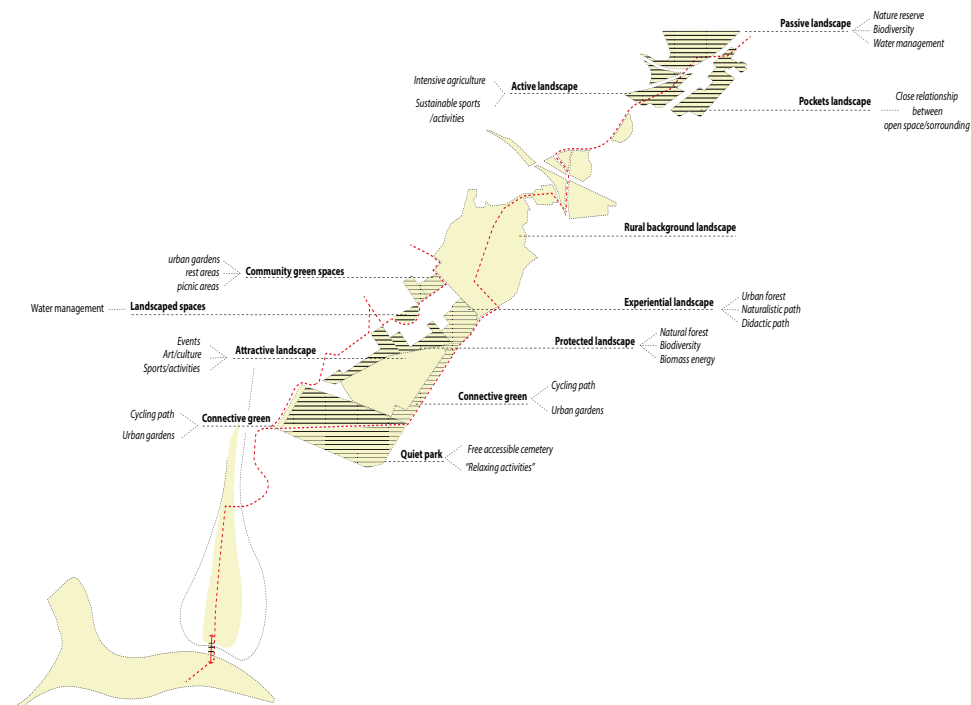 Passive landscape
Nature reserve
Biodiversity
Water management
Intensive agriculture
Active landscape
Sustainable sports
/activities
Pockets landscape
Close relationship
between
open space/sorrounding
Rural background landscape
urban gardens
rest areas
picnic areas
Community green spaces
Water management
Landscaped spaces
Experiential landscape
Urban forest
Naturalistic path
Didactic path
Protected landscape
Natural forest
Biodiversity
Biomass energy
Events
Art/culture
Sports/activities
Attractive landscape
Connective green
Cycling path
Urban gardens
Cycling path
Urban gardens
Connective green
Quiet park
Free accessible cemetery
"Relaxing activities"